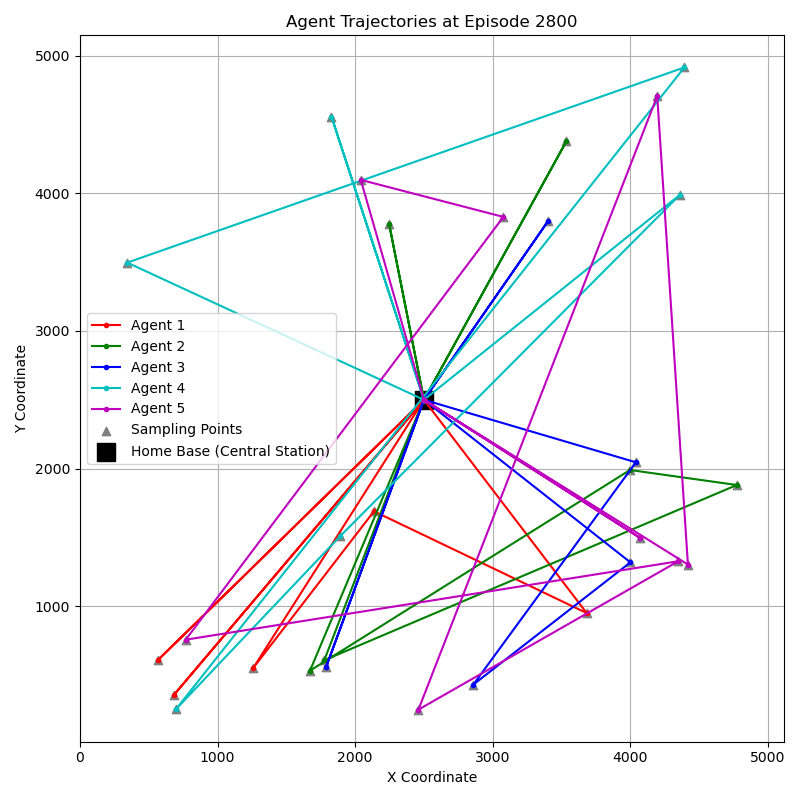 Agent Trajectories at Episode 2800
5000
4000
3000
2000
1000
Y Coordinate
Agent 1
Agent 2
Agent 3
Agent 4
Agent 5
Sampling Points
Home Base (Central Station)
0
1000
2000
3000
4000
5000
X Coordinate